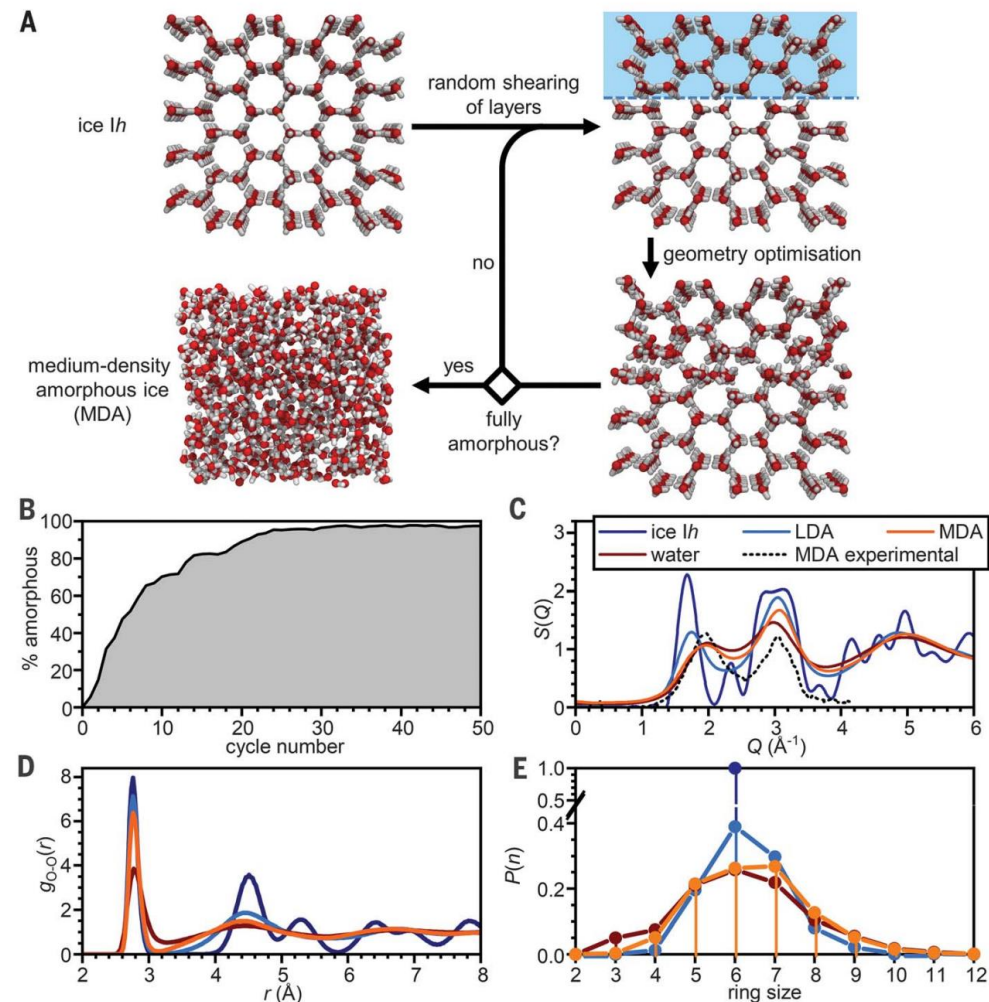 A
ice Ih
random shearing
of layers
geometry optimisation
no
yes
fully
amorphous?
medium-density
amorphous ice
(MDA)
B
% amorphous
100
80
60
40
20
0
0 10 20 30 40 50
cycle number
C
ice Ih LDA MDA
water MDA experimental
S(Q)
3
2
1
0
0 1 2 3 4 5 6
Q (Å⁻¹)
D
gO-O(r)
8
6
4
2
0
2 3 4 5 6 7 8
r (Å)
E
P(n)
1.0
0.5
0.4
0.2
0.0
2 3 4 5 6 7 8 9 10 11 12
ring size